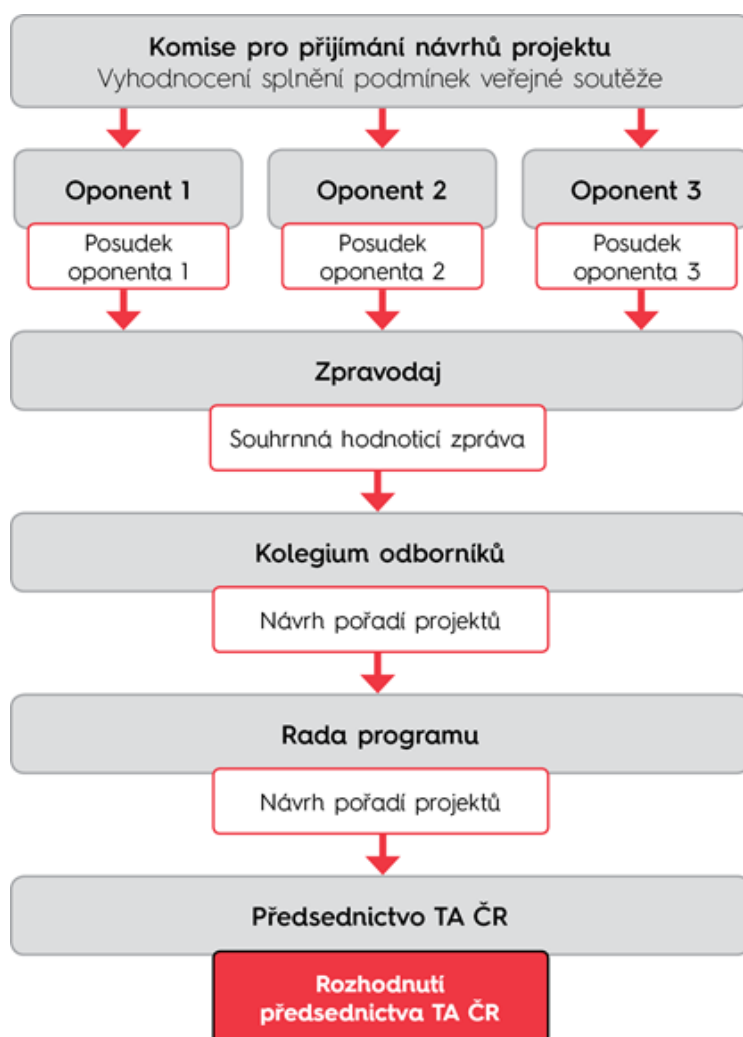 Komise pro přijímání návrhů projektu
Vyhodnocení splnění podmínek veřejné soutěže
Oponent 1
Oponent 2
Oponent 3
Posudek
oponenta 1
Posudek
oponenta 2
Posudek
oponenta 3
Zpravodaj
Souhrnná hodnoticí zpráva
Kolegium odborníků
Návrh pořadí projektů
Rada programu
Návrh pořadí projektů
Předsednictvo TA ČR
Rozhodnutí
předsednictva TA ČR